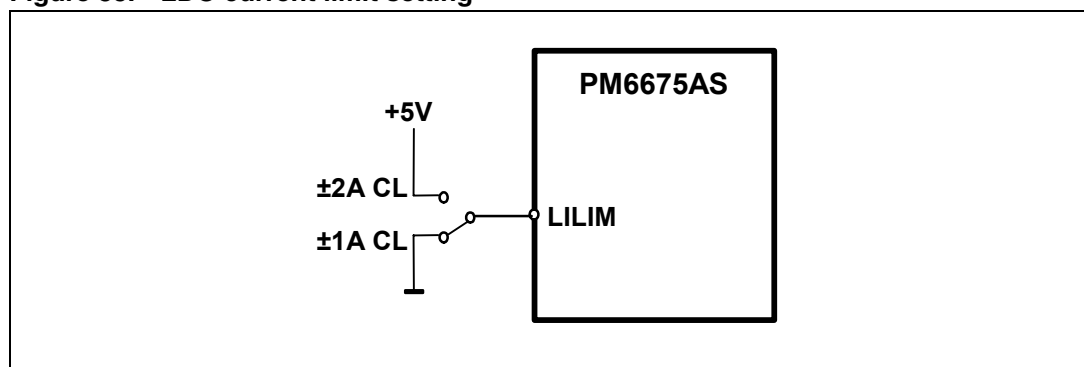 PM6675AS
+5V
±2A CL
LILIM
±1A CL